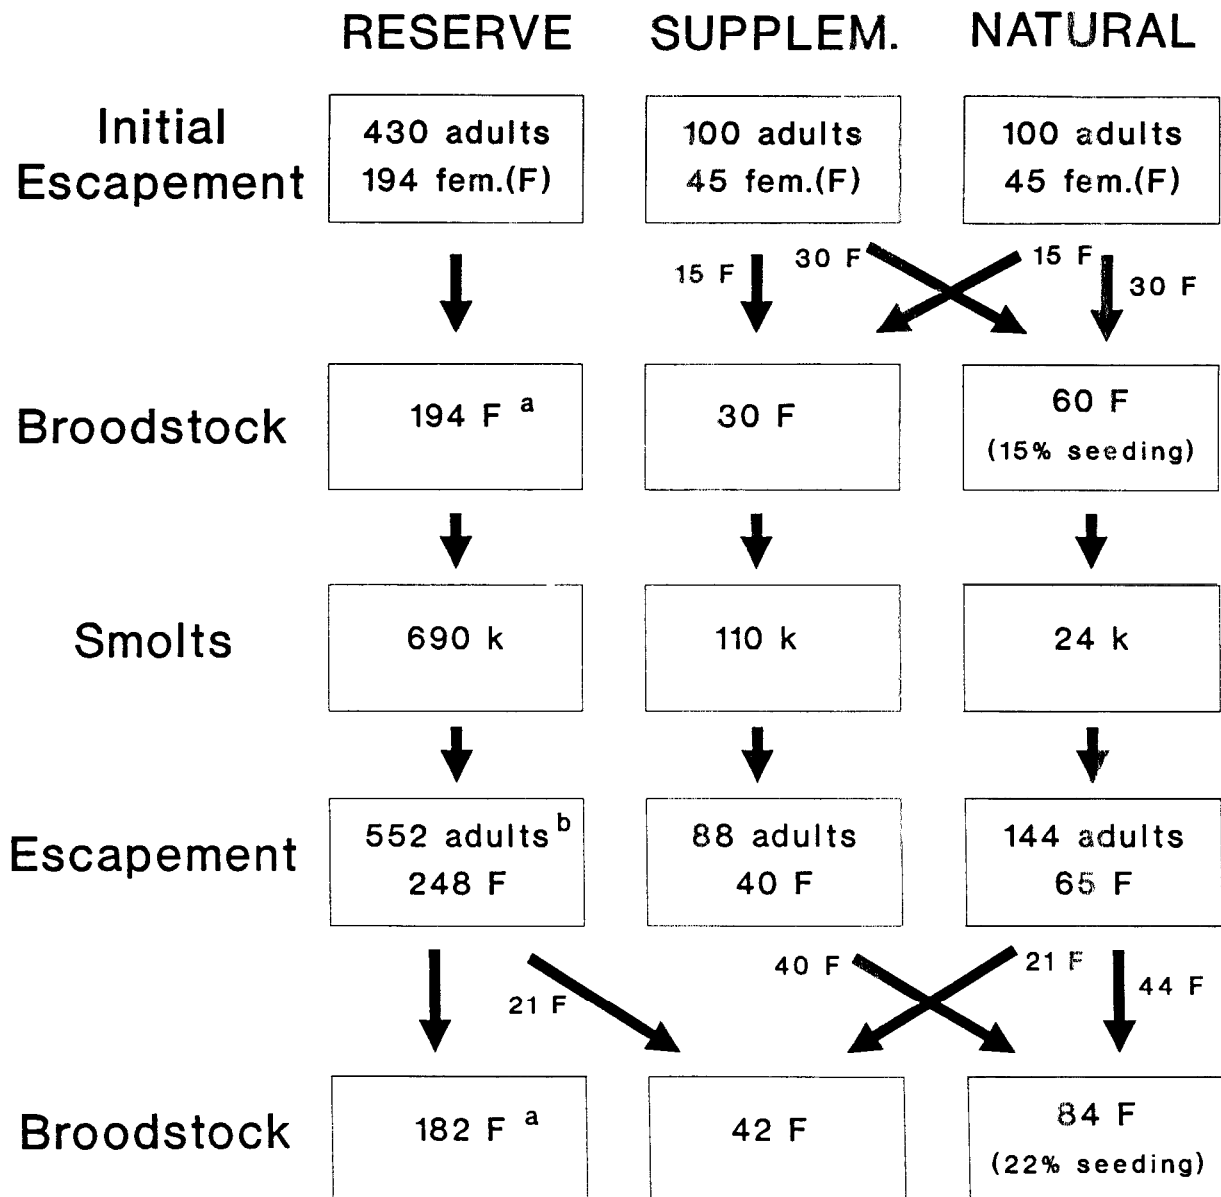 RESERVE SUPPLEM. NATURAL
Initial
Escapement
430 adults
194 fem.(F)
100 adults
45 fem.(F)
100 adults
45 fem.(F)
15 F
30 F
15 F
30 F
Broodstock
194 F a
30 F
60 F
(15% seeding)
Smolts
690 k
110 k
24 k
Escapement
552 adults b
248 F
88 adults
40 F
144 adults
65 F
21 F
40 F
21 F
44 F
Broodstock
182 F a
42 F
84 F
(22% seeding)